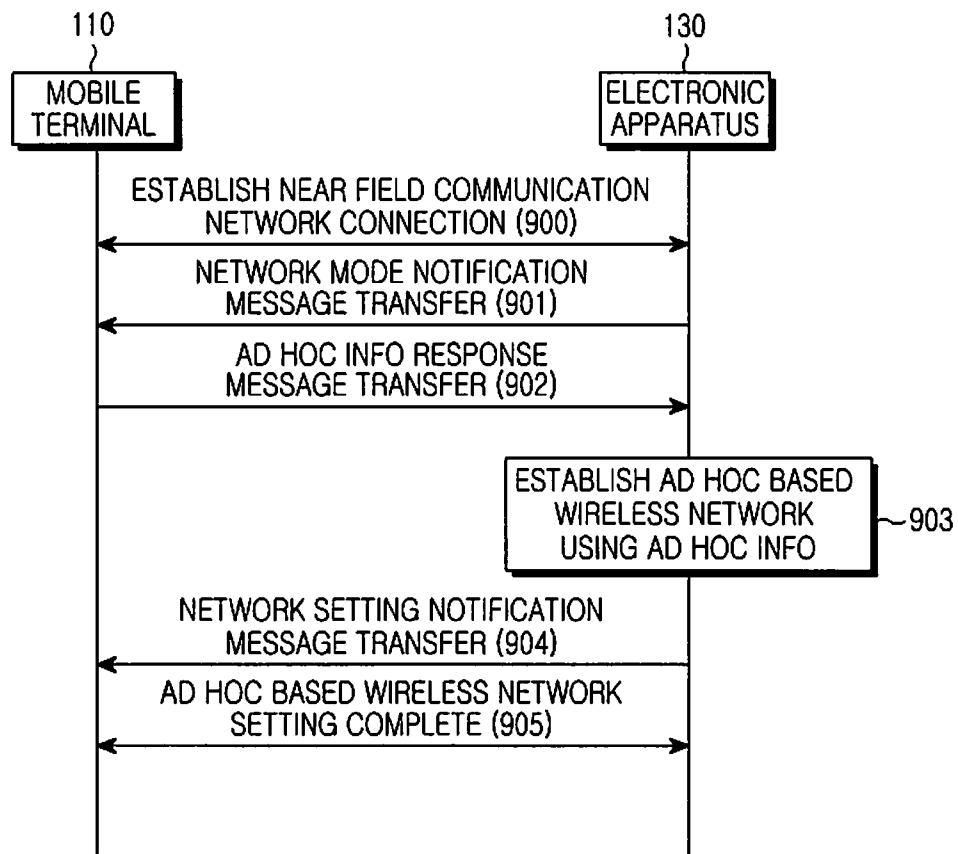 110
130
MOBILE
TERMINAL
ELECTRONIC
APPARATUS
ESTABLISH NEAR FIELD COMMUNICATION
NETWORK CONNECTION (900)
NETWORK MODE NOTIFICATION
MESSAGE TRANSFER (901)
AD HOC INFO RESPONSE
MESSAGE TRANSFER (902)
ESTABLISH AD HOC BASED
WIRELESS NETWORK
USING AD HOC INFO
903
NETWORK SETTING NOTIFICATION
MESSAGE TRANSFER (904)
AD HOC BASED WIRELESS NETWORK
SETTING COMPLETE (905)